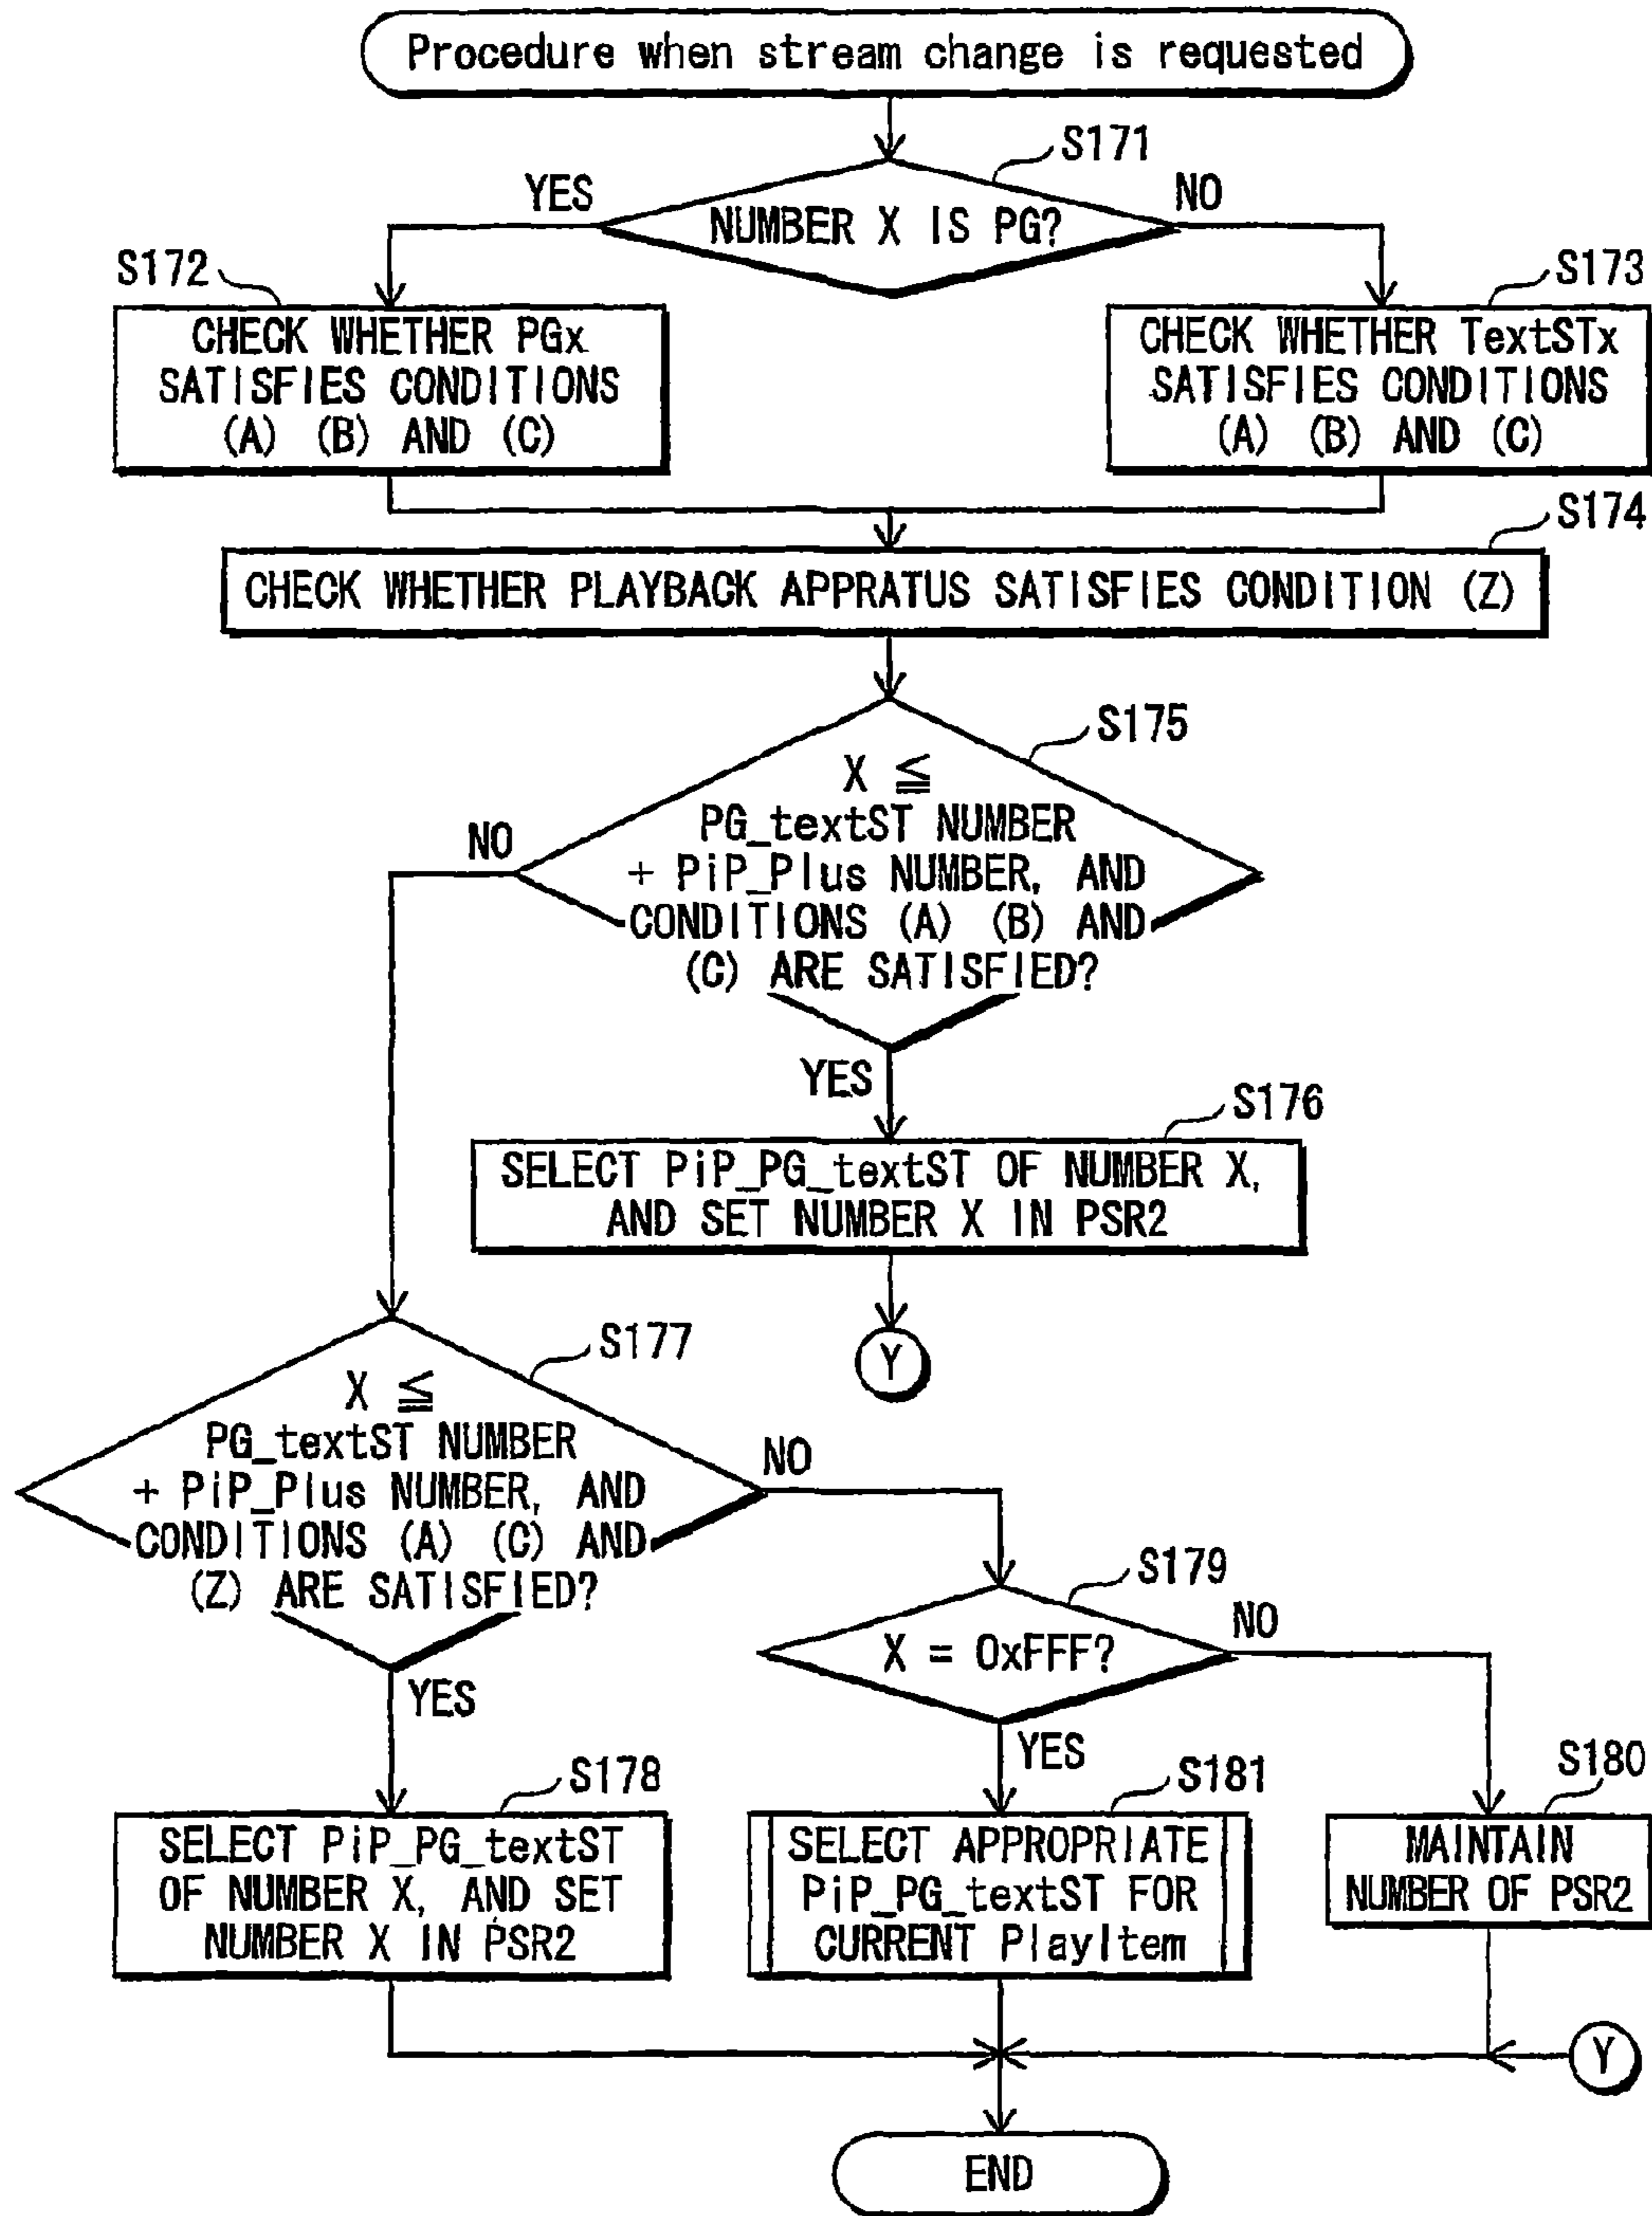 Procedure when stream change is requested
S171
YES
NO
NUMBER X IS PG?
S172
S173
CHECK WHETHER PGx
SATISFIES CONDITIONS
(A) (B) AND (C)
CHECK WHETHER TextSTx
SATISFIES CONDITIONS
(A) (B) AND (C)
S174
CHECK WHETHER PLAYBACK APPRATUS SATISFIES CONDITION (Z)
S175
X ≦
PG_textST NUMBER
+ PiP_Plus NUMBER, AND
CONDITIONS (A) (B) AND
(C) ARE SATISFIED?
NO
YES
S176
SELECT PiP_PG_textST OF NUMBER X,
AND SET NUMBER X IN PSR2
Y
S177
X ≦
PG_textST NUMBER
+ PiP_Plus NUMBER, AND
CONDITIONS (A) (C) AND
(Z) ARE SATISFIED?
NO
YES
S179
X = 0xFFF?
NO
YES
S178
SELECT PiP_PG_textST
OF NUMBER X, AND SET
NUMBER X IN PSR2
S181
SELECT APPROPRIATE
PiP_PG_textST FOR
CURRENT PlayItem
S180
MAINTAIN
NUMBER OF PSR2
Y
END